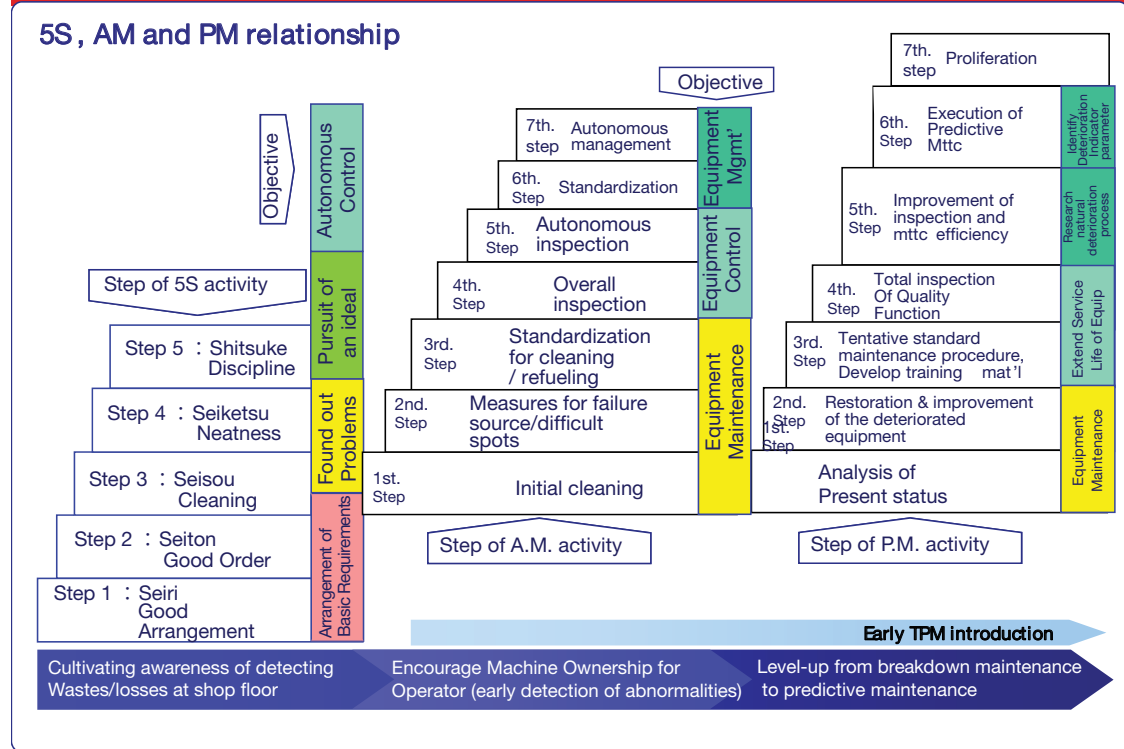 5S , AM and PM relationship
Objective
Autonomous
Control
Pursuit of
an ideal
Found out
Problems
Arrangement of
Basic Requirements
Step of 5S activity
Step 5 : Shitsuke
Discipline
Step 4 : Seiketsu
Neatness
Step 3 : Seisou
Cleaning
Step 2 : Seiton
Good Order
Step 1 : Seiri
Good
Arrangement
Objective
Equipment
Mgmt'
Equipment
Control
Equipment
Maintenance
7th.
step
Autonomous
management
6th.
Step
Standardization
5th.
Step
Autonomous
inspection
4th.
Step
Overall
inspection
3rd.
Step
Standardization
for cleaning
/ refueling
2nd.
Step
Measures for failure
source/difficult
spots
1st.
Step
Initial cleaning
Step of A.M. activity
7th.
step
Proliferation
6th.
Step
Execution of
Predictive
Mttc
5th.
Step
Improvement of
inspection and
mttc efficiency
4th.
Step
Total inspection
Of Quality
Function
3rd.
Step
Tentative standard
maintenance procedure,
Develop training mat'l
2nd.
Step
Restoration & improvement
of the deteriorated
equipment
1st.
Step
Analysis of
Present status
Identify
Deterioration
Indicator
parameter
Research
natural
deterioration
process
Extend Service
Life of Equip
Equipment
Maintenance
Step of P.M. activity
Early TPM introduction
Cultivating awareness of detecting
Wastes/losses at shop floor
Encourage Machine Ownership for
Operator (early detection of abnormalities)
Level-up from breakdown maintenance
to predictive maintenance